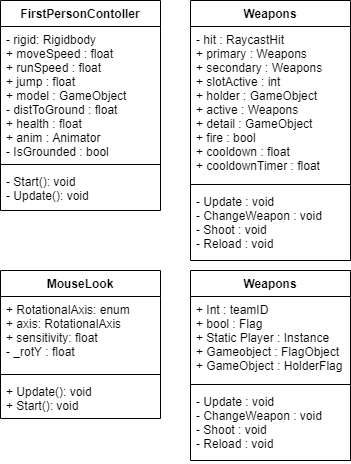 FirstPersonContoller
- rigid: Rigidbody
+ moveSpeed : float
+ runSpeed : float
+ jump : float
+ model : GameObject
- distToGround : float
+ health : float
+ anim : Animator
- IsGrounded : bool
- Start(): void
- Update(): void
Weapons
- hit : RaycastHit
+ primary : Weapons
+ secondary : Weapons
+ slotActive : int
+ holder : GameObject
+ active : Weapons
+ detail : GameObject
+ fire : bool
+ cooldown : float
+ cooldownTimer : float
- Update : void
- ChangeWeapon : void
- Shoot : void
- Reload : void
MouseLook
+ RotationalAxis: enum
+ axis: RotationalAxis
+ sensitivity: float
- _rotY : float
+ Update(): void
+ Start(): void
Weapons
+ Int : teamID
+ bool : Flag
+ Static Player : Instance
+ Gameobject : FlagObject
+ GameObject : HolderFlag
- Update : void
- ChangeWeapon : void
- Shoot : void
- Reload : void